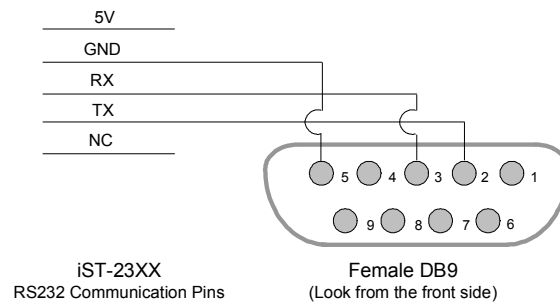 5V
GND
RX
TX
NC
5 4 3 2 1
9 8 7 6
iST-23XX
RS232 Communication Pins
Female DB9
(Look from the front side)